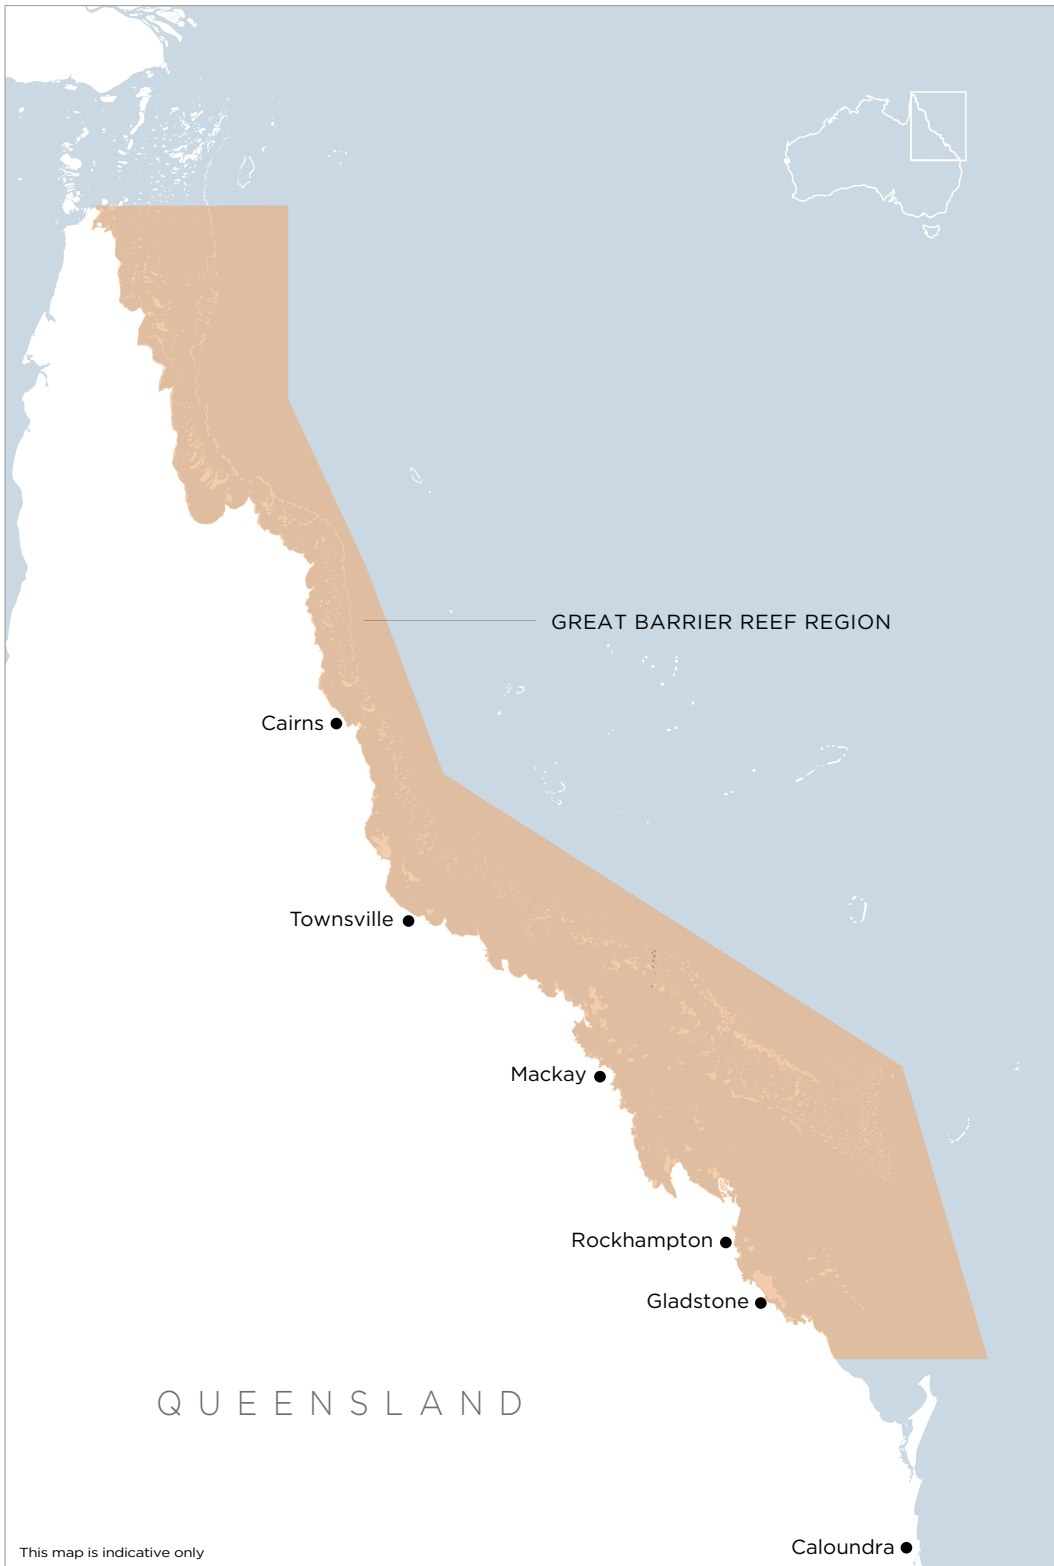 GREAT BARRIER REEF REGION
Cairns
Townsville
Mackay
Rockhampton
Gladstone
QUEENSLAND
Caloundra
This map is indicative only